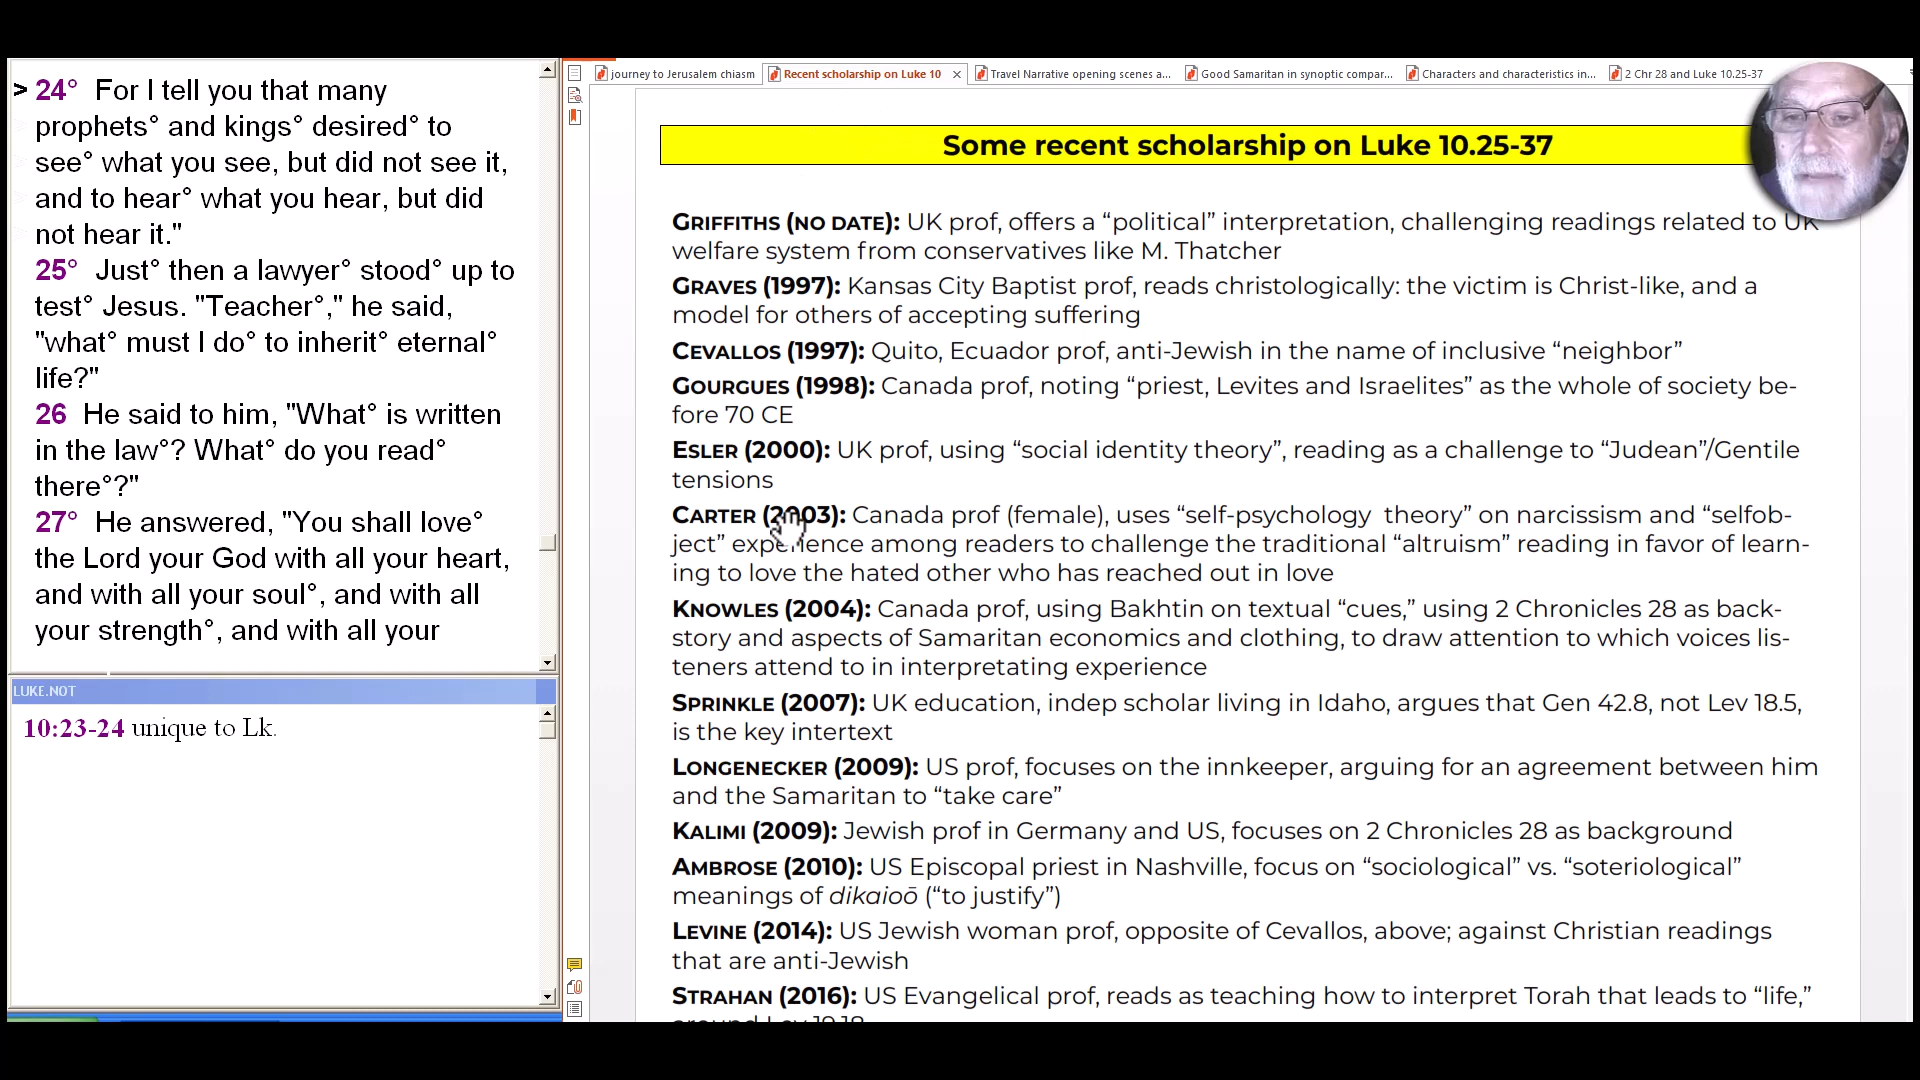 > 24° For I tell you that many
prophets° and kings° desired° to
see° what you see, but did not see it,
and to hear° what you hear, but did
not hear it."
25° Just° then a lawyer° stood° up to
test° Jesus. "Teacher°," he said,
"what° must I do° to inherit° eternal°
life?"
26 He said to him, "What° is written
in the law°? What° do you read°
there°?"
27° He answered, "You shall love°
the Lord your God with all your heart,
and with all your soul°, and with all
your strength°, and with all your
LUKE.NOT
10:23-24 unique to Lk.
journey to Jerusalem chiasm
Recent scholarship on Luke 10 ×
Travel Narrative opening scenes a...
Good Samaritan in synoptic compar...
Characters and characteristics in...
2 Chr 28 and Luke 10.25-37
Some recent scholarship on Luke 10.25-37
GRIFFITHS (NO DATE): UK prof, offers a “political” interpretation, challenging readings related to UK
welfare system from conservatives like M. Thatcher
GRAVES (1997): Kansas City Baptist prof, reads christologically: the victim is Christ-like, and a
model for others of accepting suffering
CEVALLOS (1997): Quito, Ecuador prof, anti-Jewish in the name of inclusive “neighbor”
GOURGUES (1998): Canada prof, noting “priest, Levites and Israelites” as the whole of society be-
fore 70 CE
ESLER (2000): UK prof, using “social identity theory”, reading as a challenge to “Judean”/Gentile
tensions
CARTER (2003): Canada prof (female), uses “self-psychology theory” on narcissism and “selfob-
ject” experience among readers to challenge the traditional “altruism” reading in favor of learn-
ing to love the hated other who has reached out in love
KNOWLES (2004): Canada prof, using Bakhtin on textual “cues,” using 2 Chronicles 28 as back-
story and aspects of Samaritan economics and clothing, to draw attention to which voices lis-
teners attend to in interpretating experience
SPRINKLE (2007): UK education, indep scholar living in Idaho, argues that Gen 42.8, not Lev 18.5,
is the key intertext
LONGENECKER (2009): US prof, focuses on the innkeeper, arguing for an agreement between him
and the Samaritan to “take care”
KALIMI (2009): Jewish prof in Germany and US, focuses on 2 Chronicles 28 as background
AMBROSE (2010): US Episcopal priest in Nashville, focus on “sociological” vs. “soteriological”
meanings of dikaioō (“to justify”)
LEVINE (2014): US Jewish woman prof, opposite of Cevallos, above; against Christian readings
that are anti-Jewish
STRAHAN (2016): US Evangelical prof, reads as teaching how to interpret Torah that leads to “life,”
around Lev 19.18